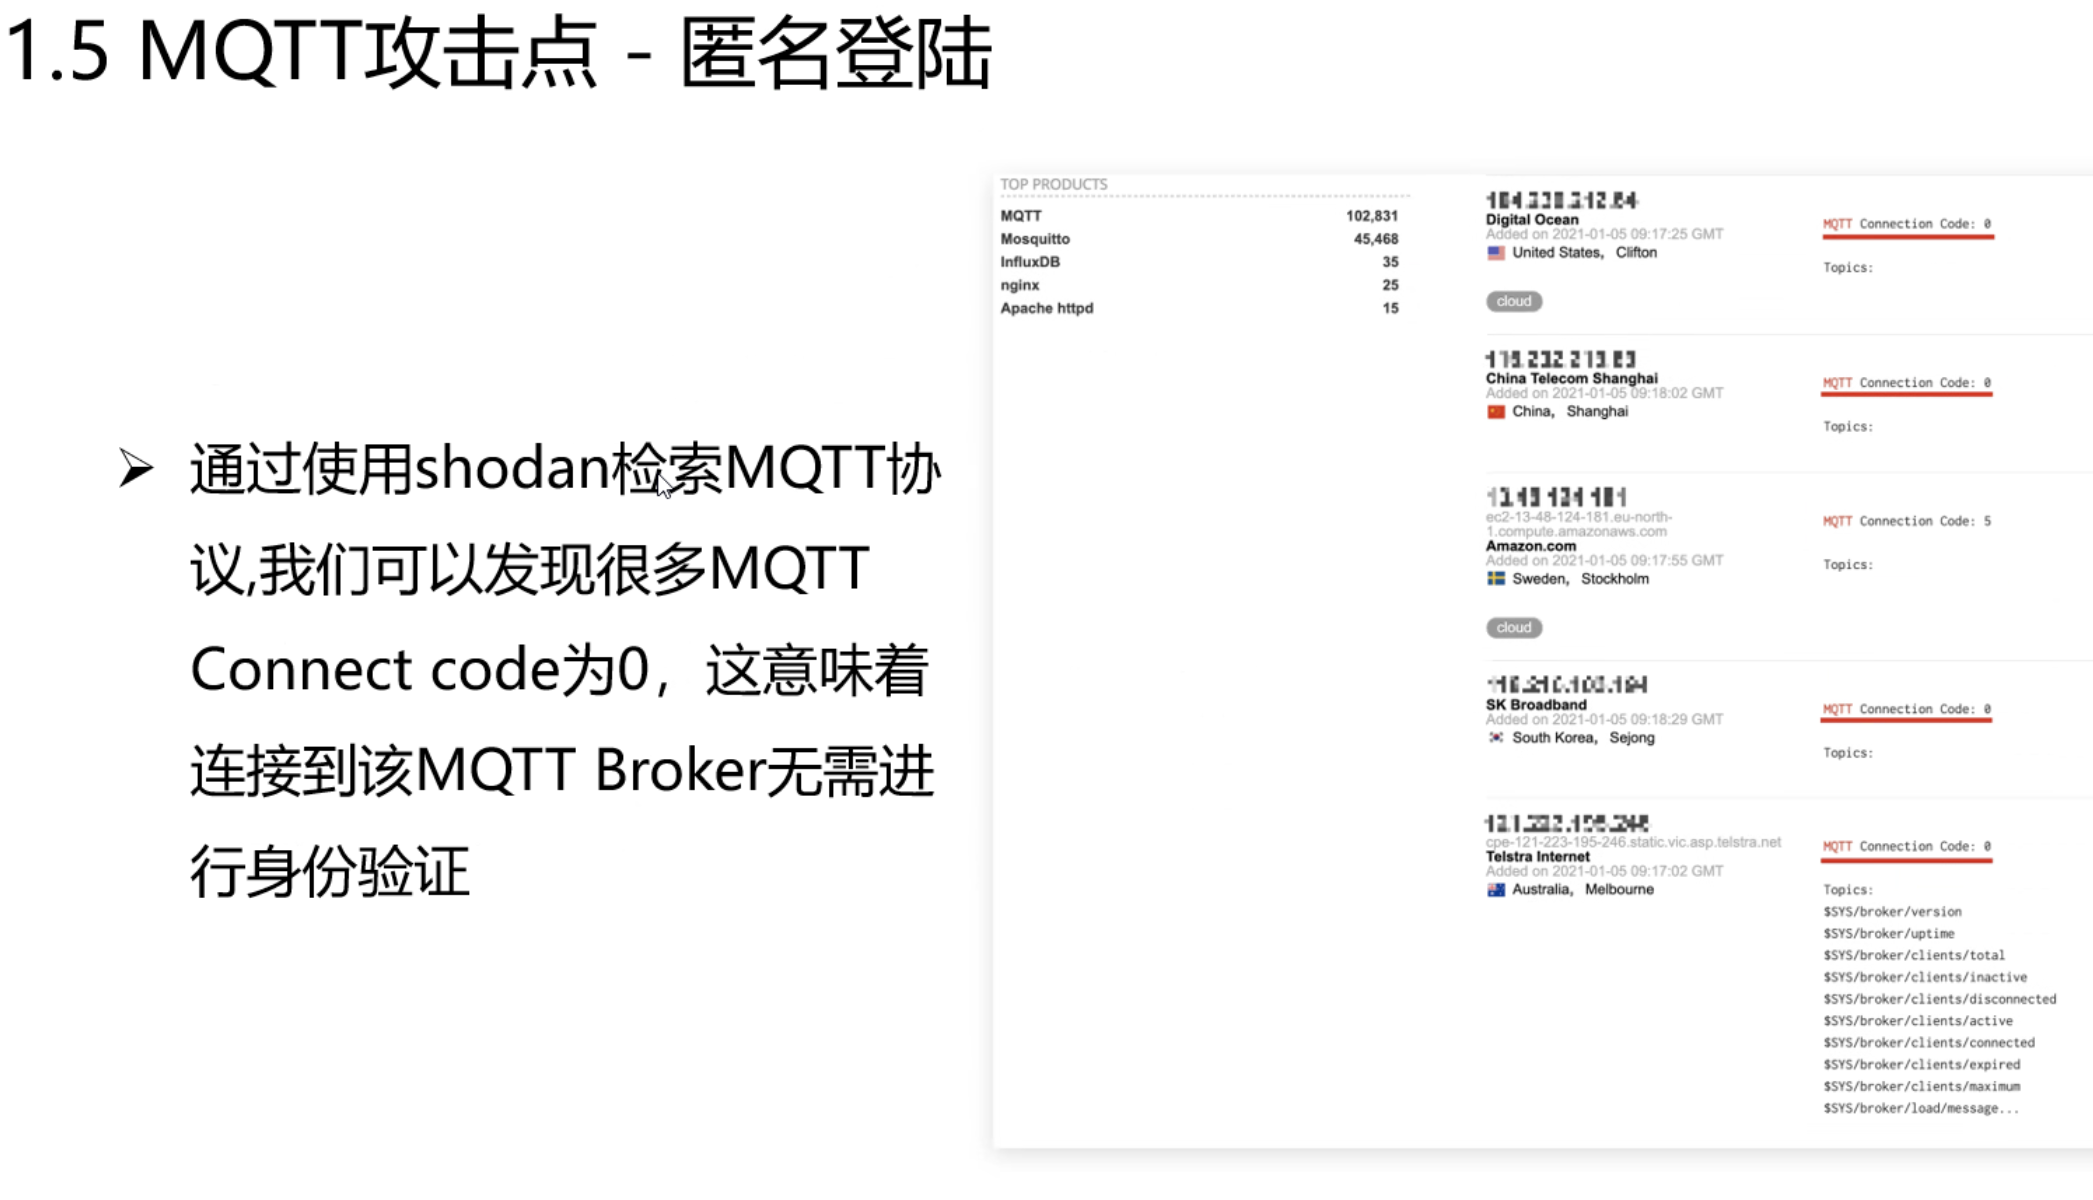 1.5 MQTT攻击点 - 匿名登陆
➢ 通过使用shodan检索MQTT协
议,我们可以发现很多MQTT
Connect code为0，这意味着
连接到该MQTT Broker无需进
行身份验证
TOP PRODUCTS
MQTT 102,831
Mosquitto 45,468
InfluxDB 35
nginx 25
Apache httpd 15
Digital Ocean
Added on 2021-01-05 09:17:25 GMT
United States, Clifton
cloud
MQTT Connection Code: 0
Topics:
China Telecom Shanghai
Added on 2021-01-05 09:18:02 GMT
China, Shanghai
MQTT Connection Code: 0
Topics:
ec2-13-48-124-181.eu-north-
1.compute.amazonaws.com
Amazon.com
Added on 2021-01-05 09:17:55 GMT
Sweden, Stockholm
cloud
MQTT Connection Code: 5
Topics:
SK Broadband
Added on 2021-01-05 09:18:29 GMT
South Korea, Sejong
MQTT Connection Code: 0
Topics:
cpe-121-223-195-246.static.vic.asp.telstra.net
Telstra Internet
Added on 2021-01-05 09:17:02 GMT
Australia, Melbourne
MQTT Connection Code: 0
Topics:
$SYS/broker/version
$SYS/broker/uptime
$SYS/broker/clients/total
$SYS/broker/clients/inactive
$SYS/broker/clients/disconnected
$SYS/broker/clients/active
$SYS/broker/clients/connected
$SYS/broker/clients/expired
$SYS/broker/clients/maximum
$SYS/broker/load/message...